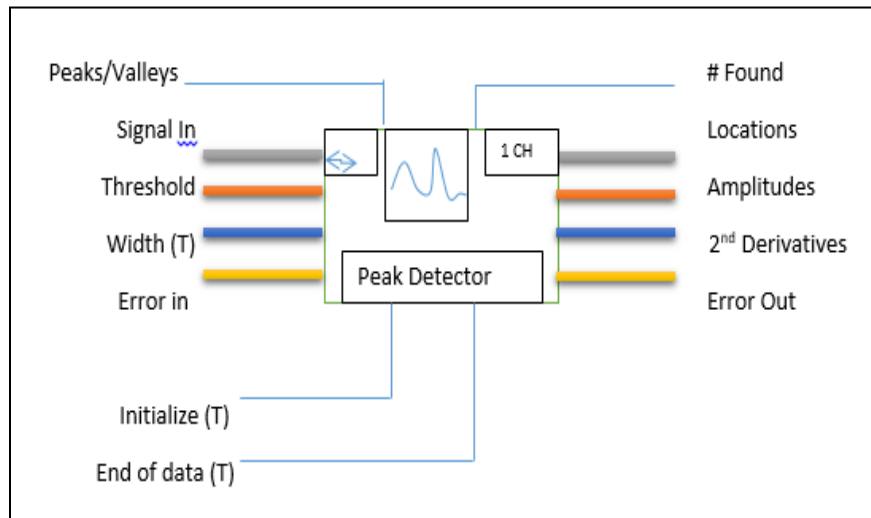 Peaks/Valleys
# Found
Signal In
1 CH
Locations
Threshold
Amplitudes
Width (T)
2nd Derivatives
Peak Detector
Error in
Error Out
Initialize (T)
End of data (T)